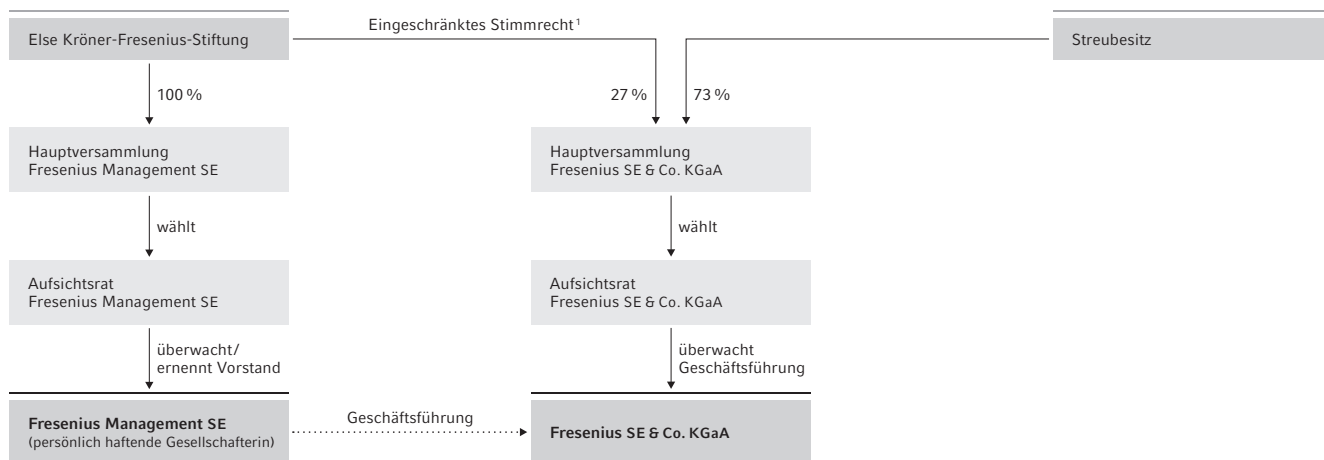 Else Kröner-Fresenius-Stiftung
Eingeschränktes Stimmrecht¹
Streubesitz
100 %
27 %
73 %
Hauptversammlung
Fresenius Management SE
Hauptversammlung
Fresenius SE & Co. KGaA
wählt
wählt
Aufsichtsrat
Fresenius Management SE
Aufsichtsrat
Fresenius SE & Co. KGaA
überwacht/
ernennt Vorstand
überwacht
Geschäftsführung
Fresenius Management SE
(persönlich haftende Gesellschafterin)
Geschäftsführung
Fresenius SE & Co. KGaA